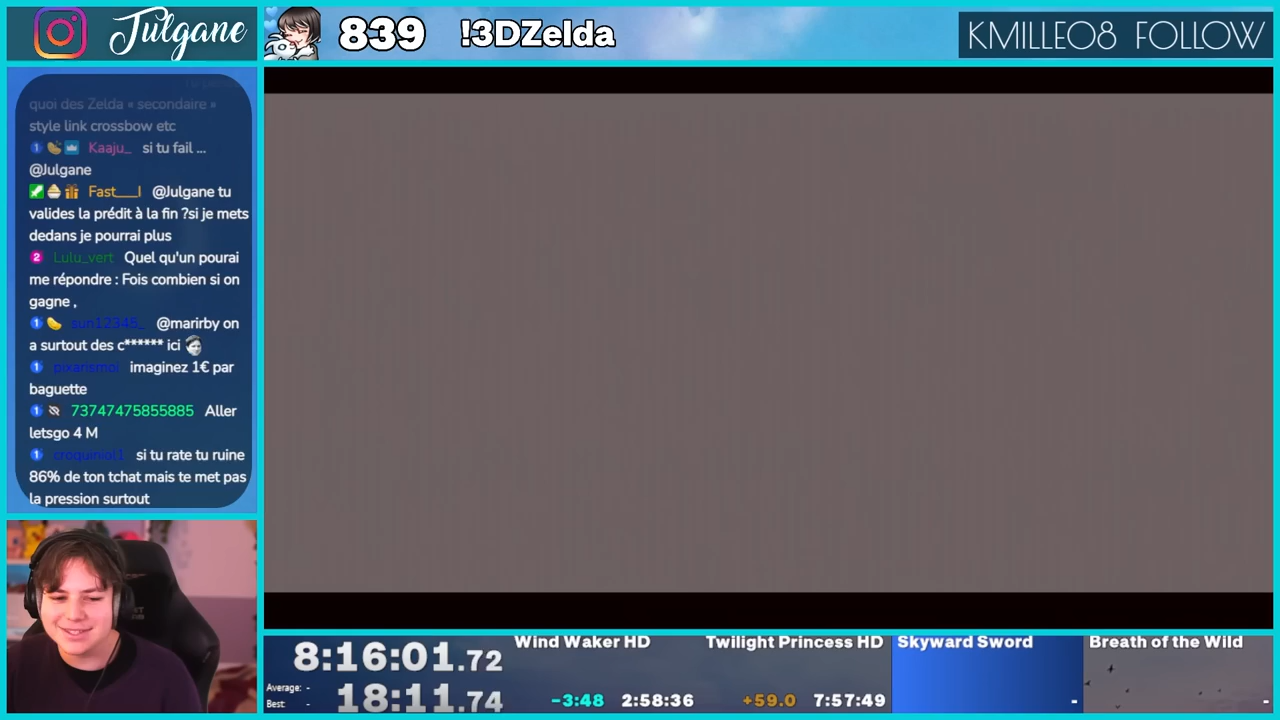 Julgane
839 !3DZelda
KMILLE08 FOLLOW
quoi des Zelda « secondaire »
style link crossbow etc
Kaaju_ si tu fail ...
@Julgane
Fast___I @Julgane tu
valides la prédit à la fin ?si je mets
dedans je pourrai plus
Lulu_vert Quel qu'un pourai
me répondre : Fois combien si on
gagne ,
sun12345_ @marirby on
a surtout des c****** ici
imaginez 1€ par
baguette
73747475855885 Aller
letsgo 4 M
si tu rate tu ruine
86% de ton tchat mais te met pas
la pression surtout
8:16:01.72
Average: -
Best: -
18:11.74
Wind Waker HD
-3:48 2:58:36
Twilight Princess HD
+59.0 7:57:49
Skyward Sword
-
Breath of the Wild
-